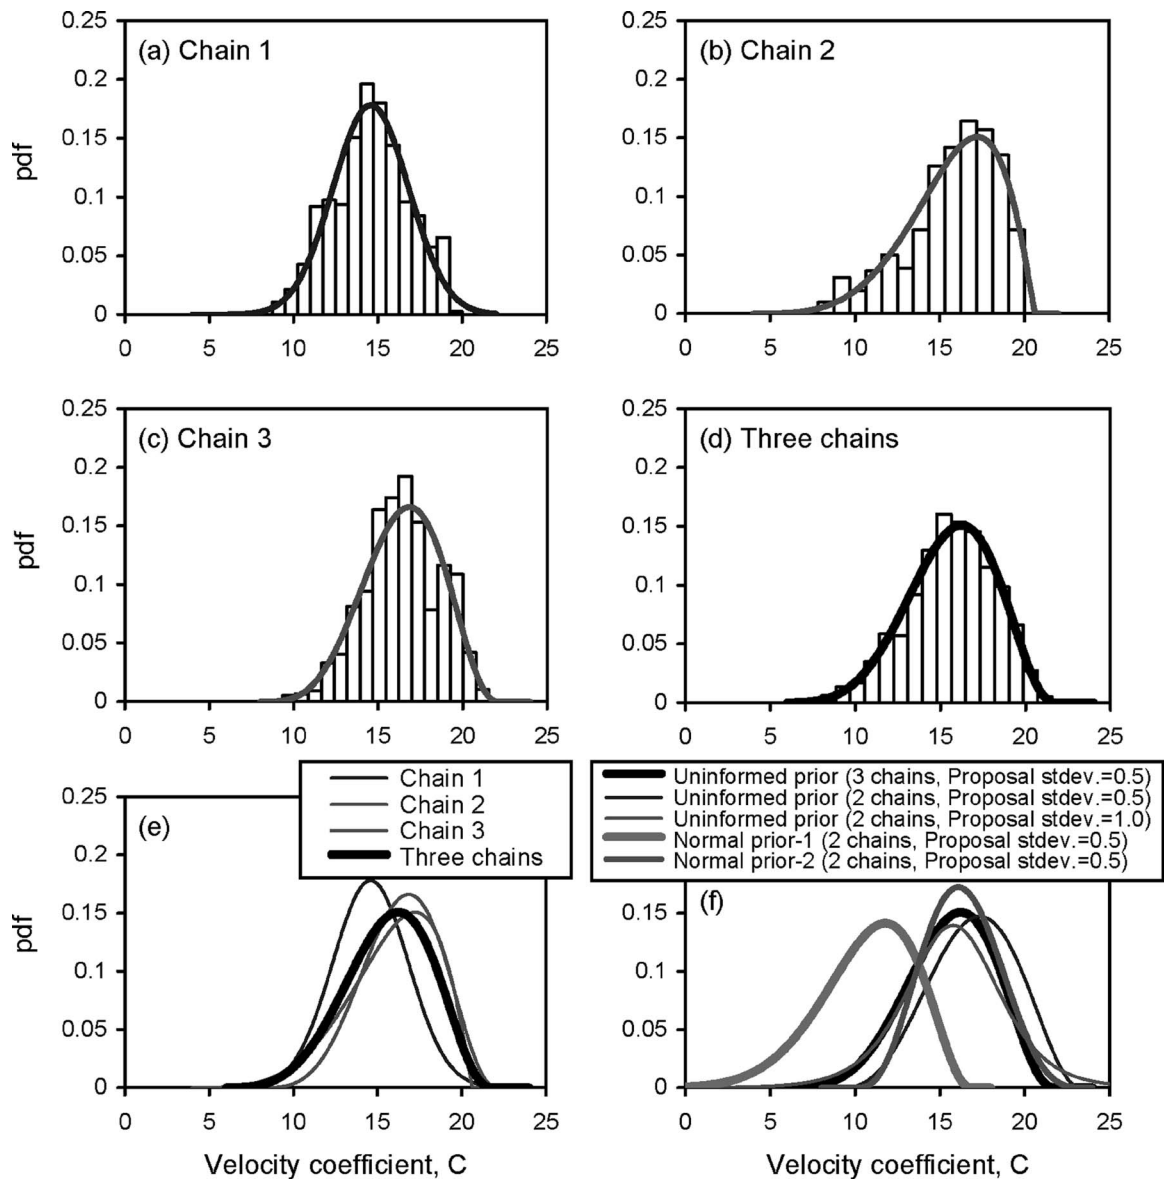 0.25
0.2
0.15
0.1
0.05
0
pdf
(a) Chain 1
0 5 10 15 20 25
0.25
0.2
0.15
0.1
0.05
0
(b) Chain 2
0 5 10 15 20 25
0.25
0.2
0.15
0.1
0.05
0
pdf
(c) Chain 3
0 5 10 15 20 25
0.25
0.2
0.15
0.1
0.05
0
(d) Three chains
0 5 10 15 20 25
0.25
0.2
0.15
0.1
0.05
0
pdf
(e)
Chain 1
Chain 2
Chain 3
Three chains
0 5 10 15 20 25
Velocity coefficient, C
Uninformed prior (3 chains, Proposal stdev.=0.5)
Uninformed prior (2 chains, Proposal stdev.=0.5)
Uninformed prior (2 chains, Proposal stdev.=1.0)
Normal prior-1 (2 chains, Proposal stdev.=0.5)
Normal prior-2 (2 chains, Proposal stdev.=0.5)
0.15
0.1
0.05
0
(f)
0 5 10 15 20 25
Velocity coefficient, C